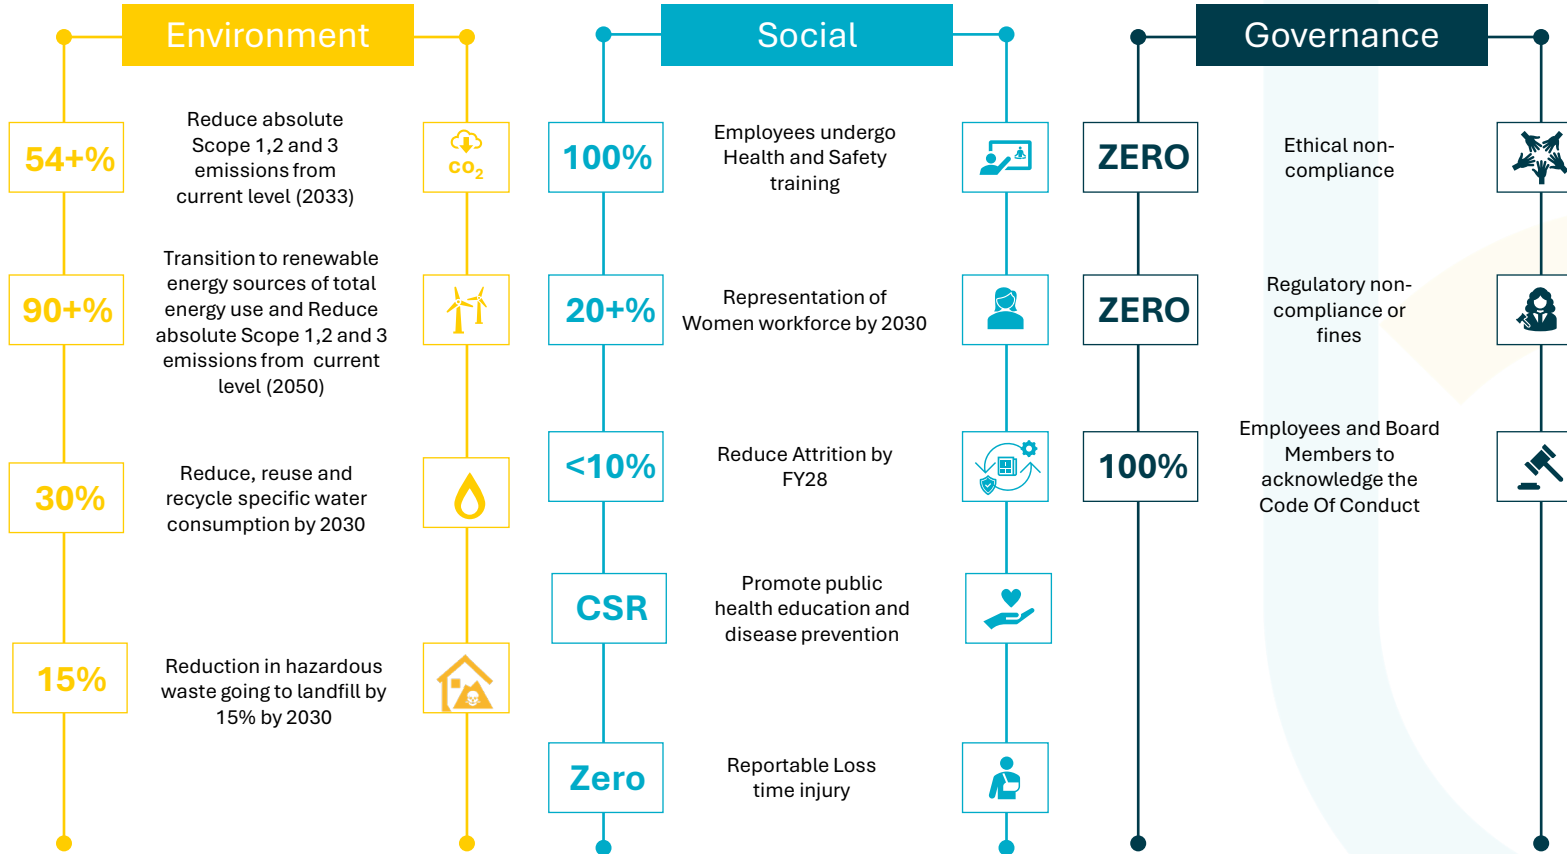 Environment
54+%
Reduce absolute
Scope 1,2 and 3
emissions from
current level (2033)
CO2
90+%
Transition to renewable
energy sources of total
energy use and Reduce
absolute Scope 1,2 and 3
emissions from current
level (2050)
30%
Reduce, reuse and
recycle specific water
consumption by 2030
15%
Reduction in hazardous
waste going to landfill by
15% by 2030
Social
100%
Employees undergo
Health and Safety
training
20+%
Representation of
Women workforce by 2030
<10%
Reduce Attrition by
FY28
CSR
Promote public
health education and
disease prevention
Zero
Reportable Loss
time injury
Governance
ZERO
Ethical non-
compliance
ZERO
Regulatory non-
compliance or
fines
100%
Employees and Board
Members to
acknowledge the
Code Of Conduct